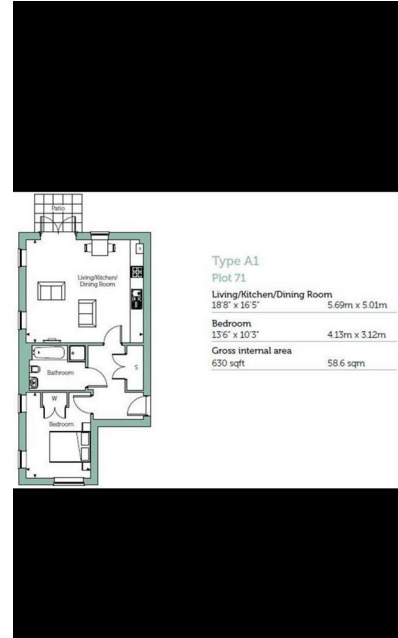 Patio
Living/Kitchen/
Dining Room
Bathroom
S
W
Bedroom
Type A1
Plot 71
Living/Kitchen/Dining Room
18'8" x 16'5" 5.69m x 5.01m
Bedroom
13'6" x 10'3" 4.13m x 3.12m
Gross internal area
630 sqft 58.6 sqm